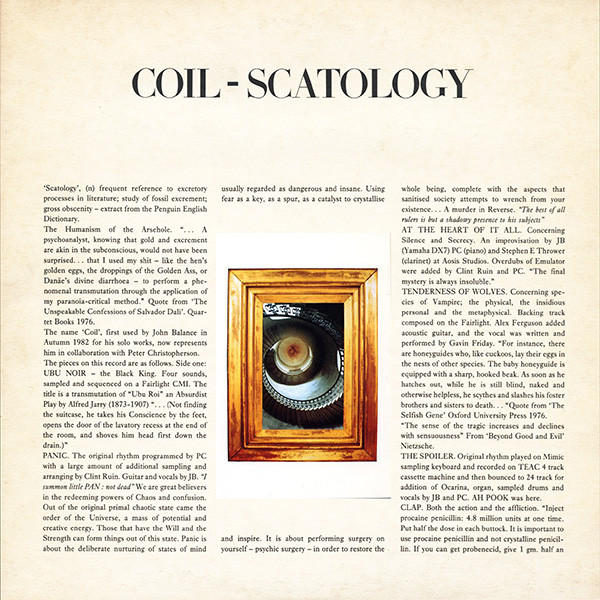 COIL - SCATOLOGY
'Scatology', (n) frequent reference to excretory
processes in literature; study of fossil excrement;
gross obscenity – extract from the Penguin English
Dictionary.
The Humanism of the Arsehole. “. . . A
psychoanalyst, knowing that gold and excrement
are akin in the subconscious, would not have been
surprised. . . that I used my shit – like the hen's
golden eggs, the droppings of the Golden Ass, or
Danäe's divine diarrhoea – to perform a phe-
nomenal transmutation through the application of
my paranoia-critical method.” Quote from 'The
Unspeakable Confessions of Salvador Dali'. Quar-
tet Books 1976.
The name 'Coil', first used by John Balance in
Autumn 1982 for his solo works, now represents
him in collaboration with Peter Christopherson.
The pieces on this record are as follows. Side one:
UBU NOIR – the Black King. Four sounds,
sampled and sequenced on a Fairlight CMI. The
title is a transmutation of “Ubu Roi” an Absurdist
Play by Alfred Jarry (1873-1907) “. . . (Not finding
the suitcase, he takes his Conscience by the feet,
opens the door of the lavatory recess at the end of
the room, and shoves him head first down the
drain.)”
PANIC. The original rhythm programmed by PC
with a large amount of additional sampling and
arranging by Clint Ruin. Guitar and vocals by JB. “I
summon little PAN : not dead” We are great believers
in the redeeming powers of Chaos and confusion.
Out of the original primal chaotic state came the
order of the Universe, a mass of potential and
creative energy. Those that have the Will and the
Strength can form things out of this state. Panic is
about the deliberate nurturing of states of mind
usually regarded as dangerous and insane. Using
fear as a key, as a spur, as a catalyst to crystallise
and inspire. It is about performing surgery on
yourself – psychic surgery – in order to restore the
whole being, complete with the aspects that
sanitised society attempts to wrench from your
existence. . . A murder in Reverse. “The best of all
rulers is but a shadowy presence to his subjects”
AT THE HEART OF IT ALL. Concerning
Silence and Secrecy. An improvisation by JB
(Yamaha DX7) PC (piano) and Stephen E Thrower
(clarinet) at Aosis Studios. Overdubs of Emulator
were added by Clint Ruin and PC. “The final
mystery is always insoluble.”
TENDERNESS OF WOLVES. Concerning spe-
cies of Vampire; the physical, the insidious
personal and the metaphysical. Backing track
composed on the Fairlight. Alex Ferguson added
acoustic guitar, and the vocal was written and
performed by Gavin Friday. “For instance, there
are honeyguides who, like cuckoos, lay their eggs in
the nests of other species. The baby honeyguide is
equipped with a sharp, hooked beak. As soon as he
hatches out, while he is still blind, naked and
otherwise helpless, he scythes and slashes his foster
brothers and sisters to death. . . “Quote from 'The
Selfish Gene' Oxford University Press 1976.
“The sense of the tragic increases and declines
with sensuousness” From 'Beyond Good and Evil'
Nietzsche.
THE SPOILER. Original rhythm played on Mimic
sampling keyboard and recorded on TEAC 4 track
cassette machine and then bounced to 24 track for
addition of Ocarina, organ, sampled drums and
vocals by JB and PC. AH POOK was here.
CLAP. Both the action and the affliction. “Inject
procaine penicillin: 4.8 million units at one time.
Put half the dose in each buttock. It is important to
use procaine penicillin and not crystalline penicil-
lin. If you can get probenecid, give 1 gm. half an